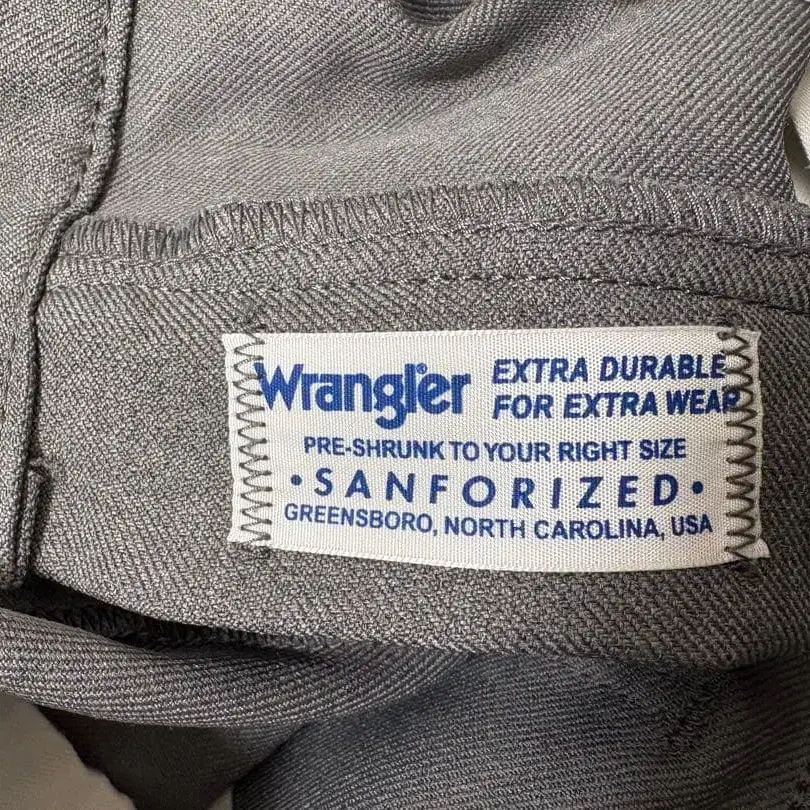 Wrangler EXTRA DURABLE
FOR EXTRA WEAR
PRE-SHRUNK TO YOUR RIGHT SIZE
• SANFORIZED •
GREENSBORO, NORTH CAROLINA, USA